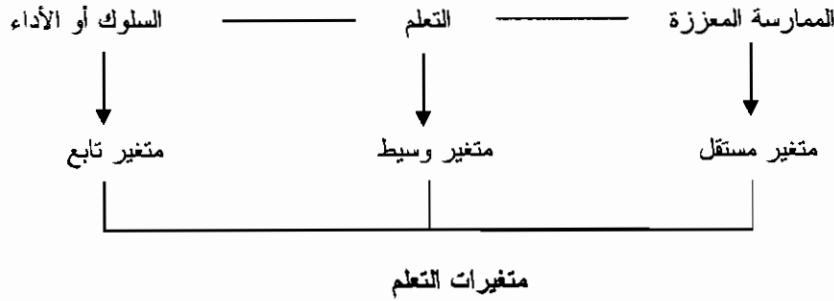 الممارسة المعززة التعلم السلوك أو الأداء
متغير مستقل متغير وسيط متغير تابع
متغيرات التعلم